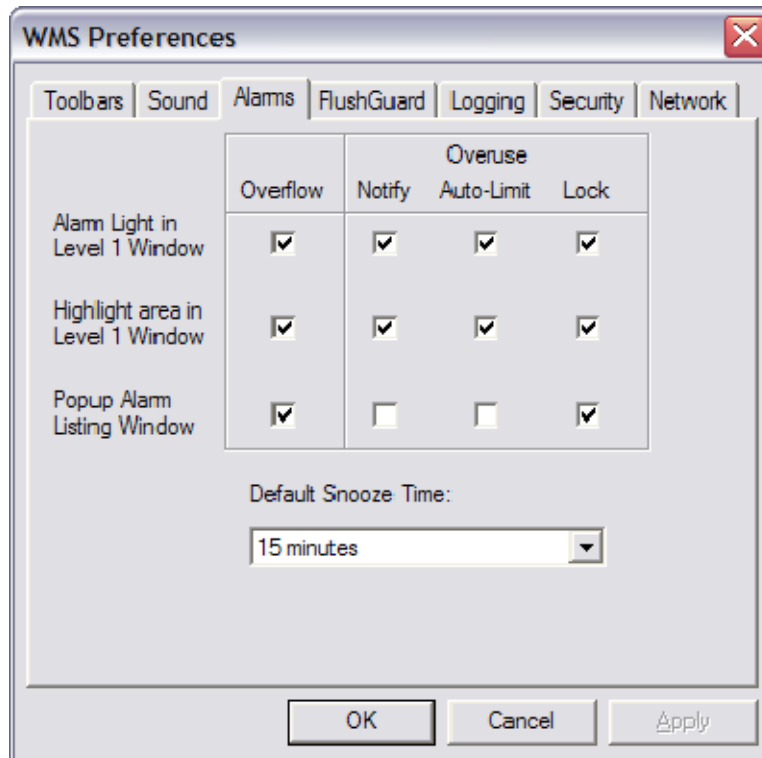 WMS Preferences
Toolbars Sound Alarms FlushGuard Logging Security Network
Overuse
Overflow Notify Auto-Limit Lock
Alarm Light in
Level 1 Window
Highlight area in
Level 1 Window
Popup Alarm
Listing Window
Default Snooze Time:
15 minutes
OK Cancel Apply